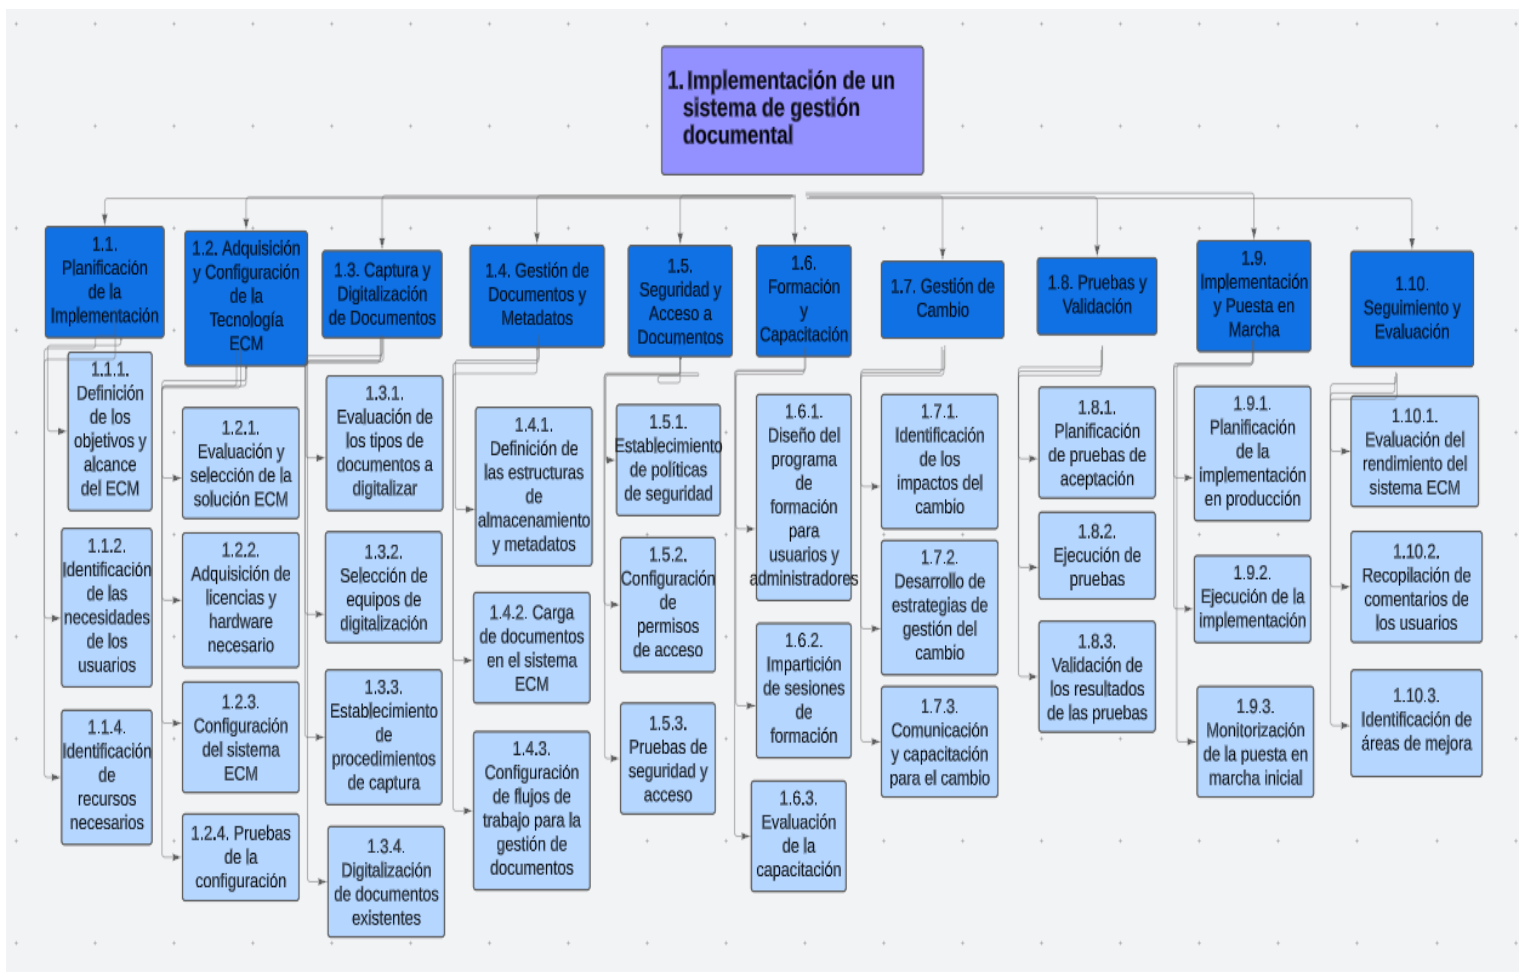 1. Implementación de un
sistema de gestión
documental
1.1.
Planificación
de la
Implementación
1.1.1.
Definición
de los
objetivos y
alcance
del ECM
1.1.2.
Identificación
de las
necesidades
de los
usuarios
1.1.4.
Identificación
de
recursos
necesarios
1.2. Adquisición
y Configuración
de la
Tecnología
ECM
1.2.1.
Evaluación y
selección de la
solución ECM
1.2.2.
Adquisición de
licencias y
hardware
necesario
1.2.3.
Configuración
del sistema
ECM
1.2.4. Pruebas
de la
configuración
1.3. Captura y
Digitalización
de Documentos
1.3.1.
Evaluación de
los tipos de
documentos a
digitalizar
1.3.2.
Selección de
equipos de
digitalización
1.3.3.
Establecimiento
de
procedimientos
de captura
1.3.4.
Digitalización
de documentos
existentes
1.4. Gestión de
Documentos y
Metadatos
1.4.1.
Definición de
las estructuras
de
almacenamiento
y metadatos
1.4.2. Carga
de documentos
en el sistema
ECM
1.4.3.
Configuración
de flujos de
trabajo para la
gestión de
documentos
1.5.
Seguridad y
Acceso a
Documentos
1.5.1.
Establecimiento
de políticas
de seguridad
1.5.2.
Configuración
de
permisos
de acceso
1.5.3.
Pruebas de
seguridad y
acceso
1.6.
Formación
y
Capacitación
1.6.1.
Diseño del
programa
de
formación
para
usuarios y
administradores
1.6.2.
Impartición
de sesiones
de
formación
1.6.3.
Evaluación
de la
capacitación
1.7. Gestión de
Cambio
1.7.1.
Identificación
de los
impactos del
cambio
1.7.2.
Desarrollo de
estrategias de
gestión del
cambio
1.7.3.
Comunicación
y capacitación
para el cambio
1.8. Pruebas y
Validación
1.8.1.
Planificación
de pruebas de
aceptación
1.8.2.
Ejecución de
pruebas
1.8.3.
Validación de
los resultados
de las pruebas
1.9.
Implementación
y Puesta en
Marcha
1.9.1.
Planificación
de la
implementación
en producción
1.9.2.
Ejecución de la
implementación
1.9.3.
Monitorización
de la puesta en
marcha inicial
1.10.
Seguimiento y
Evaluación
1.10.1.
Evaluación del
rendimiento del
sistema ECM
1.10.2.
Recopilación de
comentarios de
los usuarios
1.10.3.
Identificación de
áreas de mejora